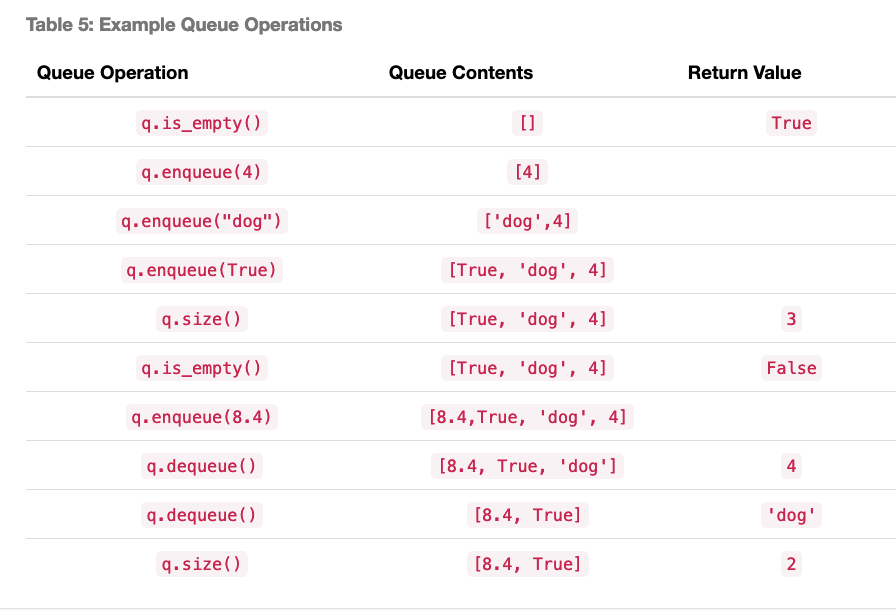 Table 5: Example Queue Operations
Queue Operation Queue Contents Return Value
q.is_empty() [] True
q.enqueue(4) [4]
q.enqueue("dog") ['dog',4]
q.enqueue(True) [True, 'dog', 4]
q.size() [True, 'dog', 4] 3
q.is_empty() [True, 'dog', 4] False
q.enqueue(8.4) [8.4,True, 'dog', 4]
q.dequeue() [8.4, True, 'dog'] 4
q.dequeue() [8.4, True] 'dog'
q.size() [8.4, True] 2